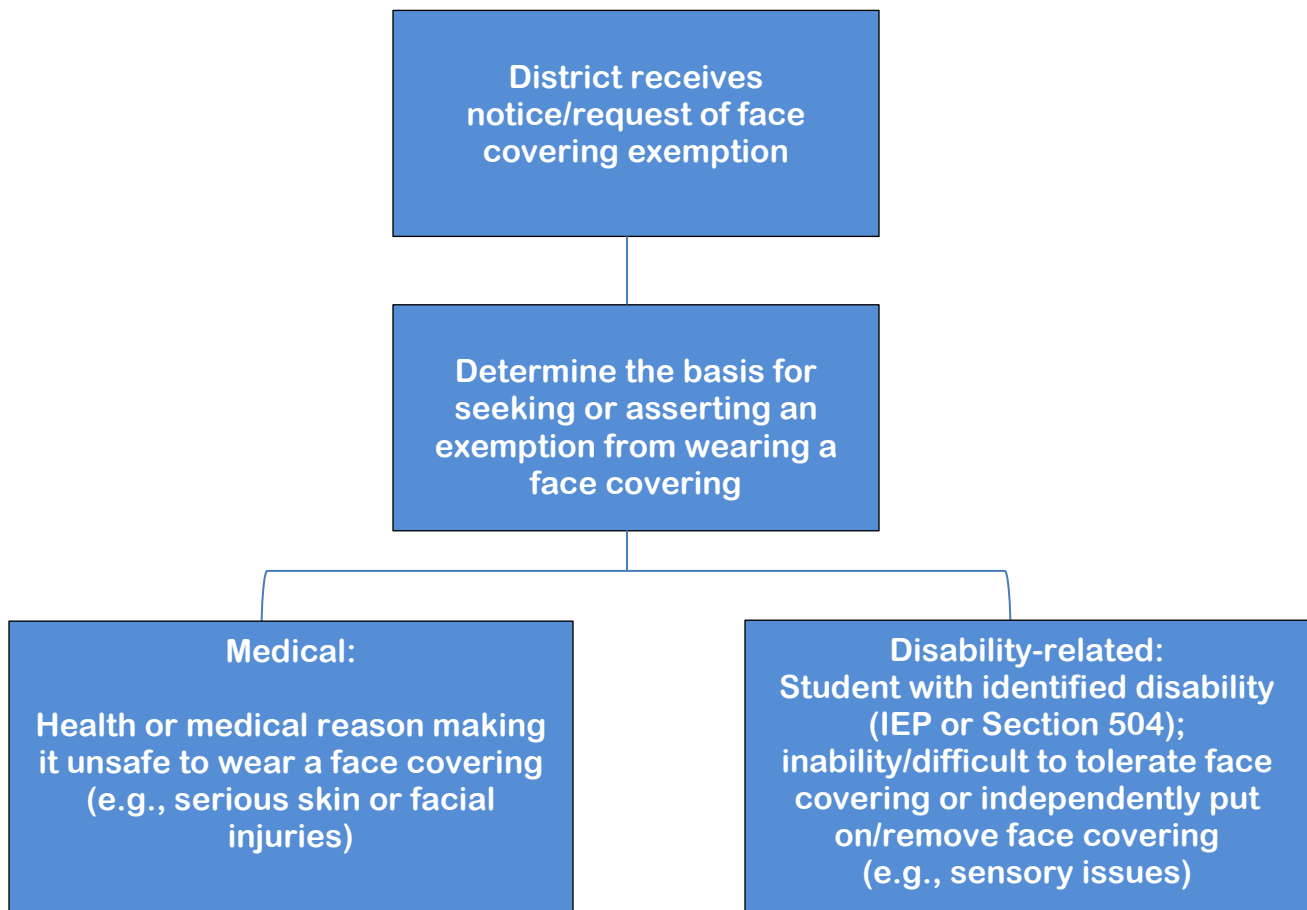 District receives
notice/request of face
covering exemption
Determine the basis for
seeking or asserting an
exemption from wearing a
face covering
Medical:
Health or medical reason making
it unsafe to wear a face covering
(e.g., serious skin or facial
injuries)
Disability-related:
Student with identified disability
(IEP or Section 504);
inability/difficult to tolerate face
covering or independently put
on/remove face covering
(e.g., sensory issues)